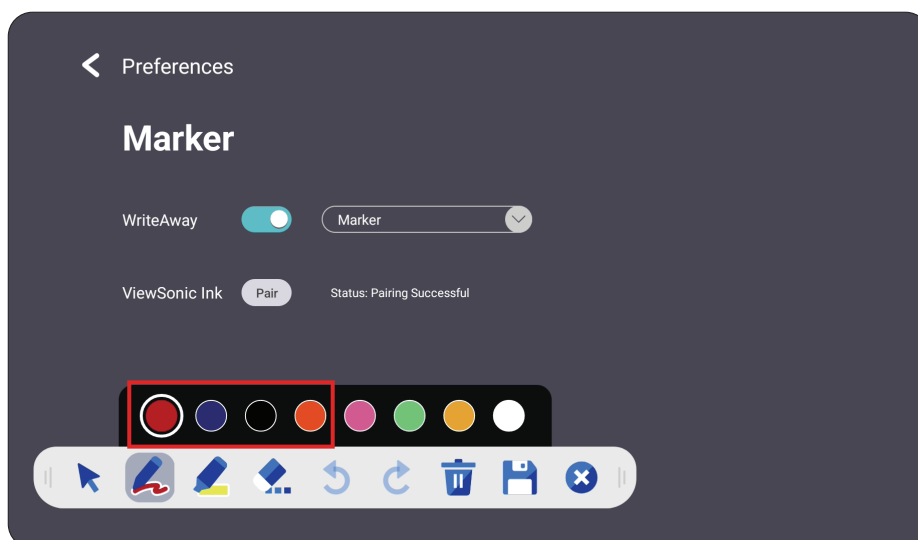 Preferences
Marker
WriteAway Marker
ViewSonic Ink Pair Status: Pairing Successful